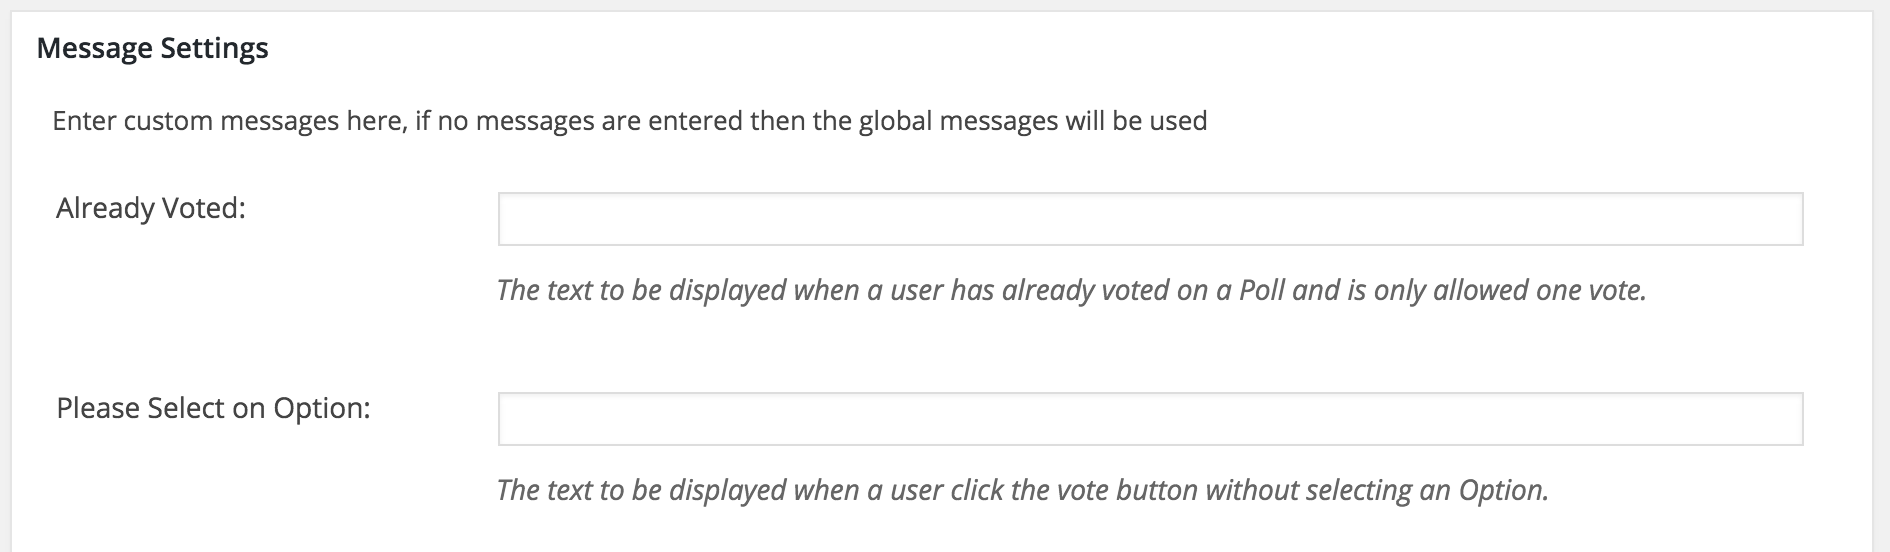 Message Settings
Enter custom messages here, if no messages are entered then the global messages will be used
Already Voted:
The text to be displayed when a user has already voted on a Poll and is only allowed one vote.
Please Select on Option:
The text to be displayed when a user click the vote button without selecting an Option.